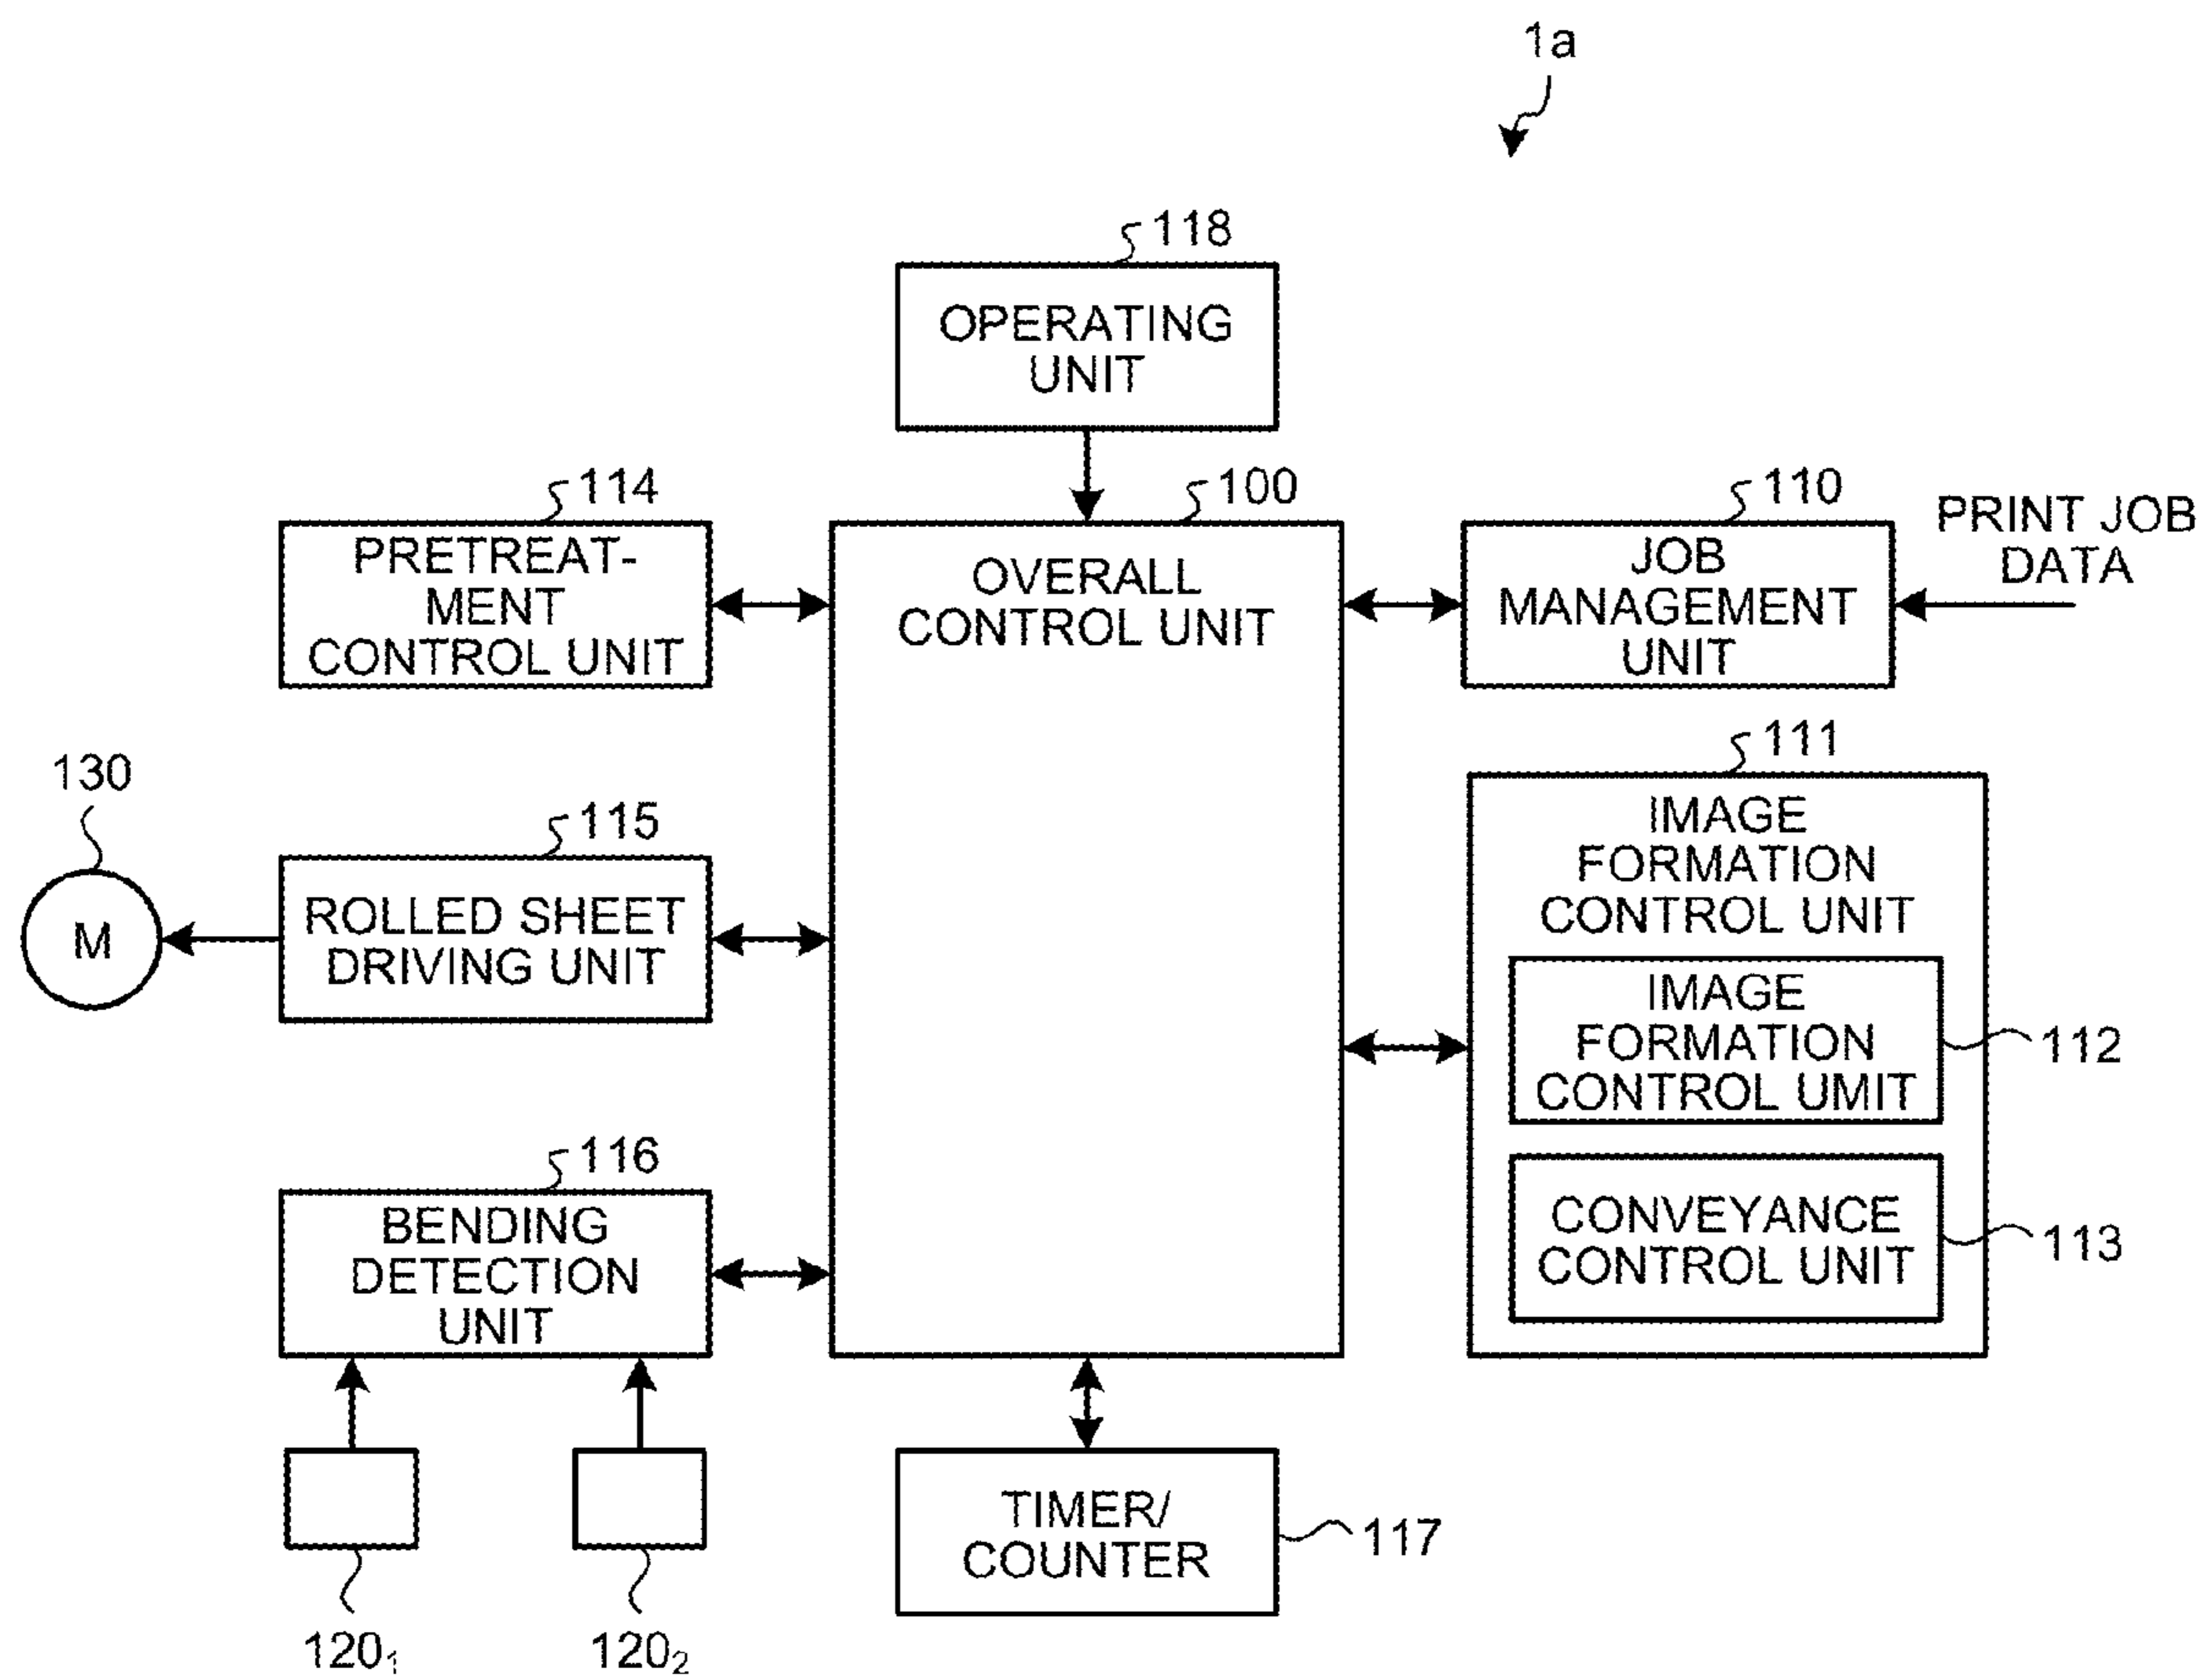 1a
118
OPERATING
UNIT
114
PRETREAT-
MENT
CONTROL UNIT
100
OVERALL
CONTROL UNIT
110
JOB
MANAGEMENT
UNIT
PRINT JOB
DATA
130
M
115
ROLLED SHEET
DRIVING UNIT
111
IMAGE
FORMATION
CONTROL UNIT
IMAGE
FORMATION
CONTROL UMIT
112
CONVEYANCE
CONTROL UNIT
113
116
BENDING
DETECTION
UNIT
120₁
120₂
TIMER/
COUNTER
117